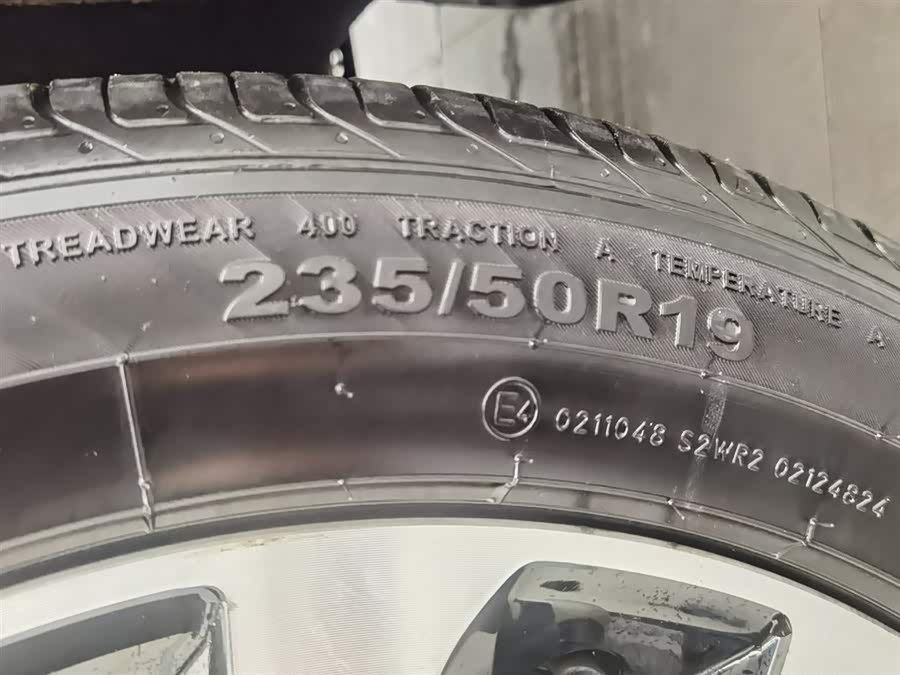 TREADWEAR 400 TRACTION A TEMPERATURE A
235/50R19
E4 0211048 S2WR2 02124824